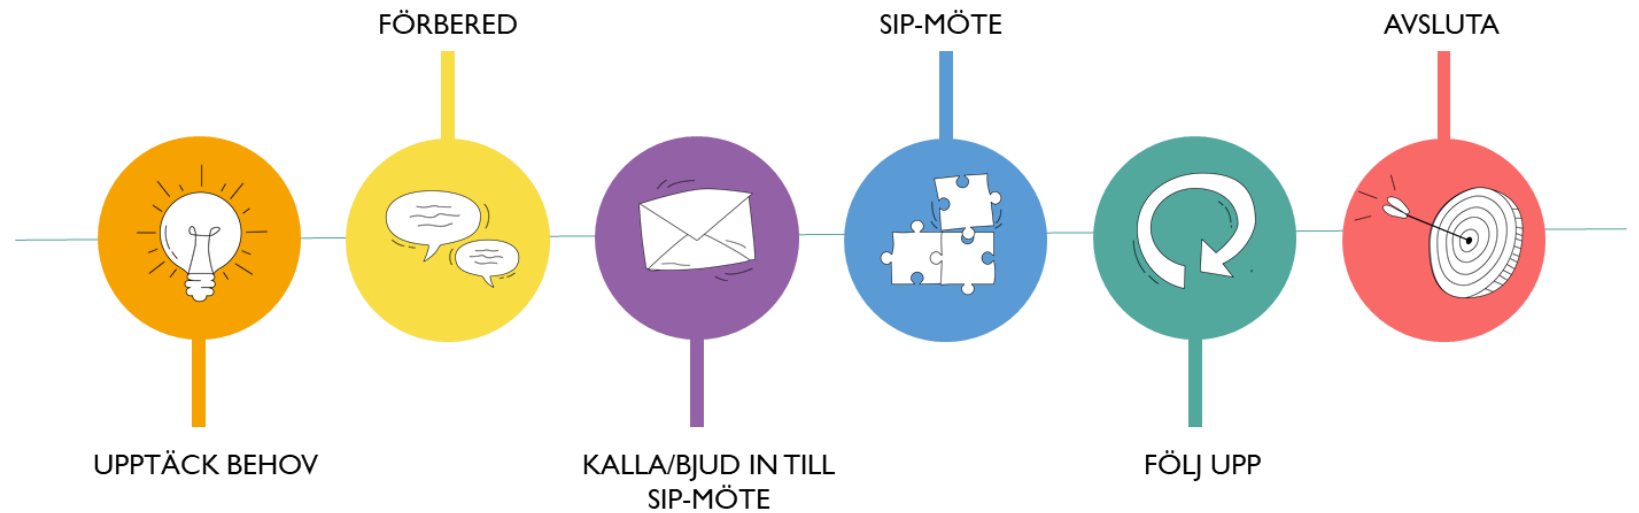 FÖRBERED
SIP-MÖTE
AVSLUTA
UPPTÄCK BEHOV
KALLA/BJUD IN TILL
SIP-MÖTE
FÖLJ UPP